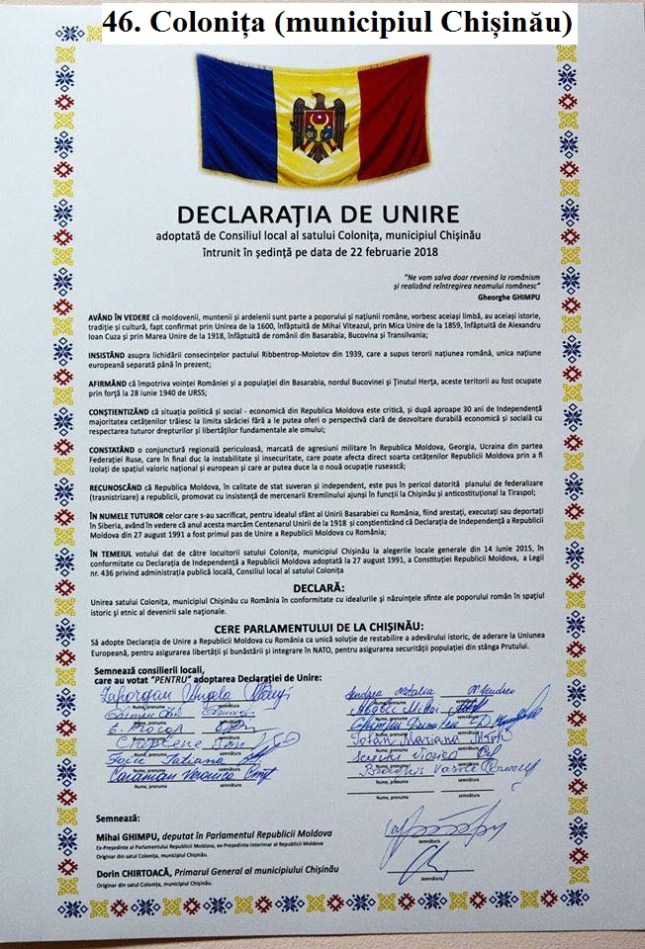 46. Colonița (municipiul Chișinău)
DECLARAȚIA DE UNIRE
adoptată de Consiliul local al satului Colonița, municipiul Chișinău
întrunit în ședință pe data de 22 februarie 2018
"Ne vom salva doar revenind la românism
și realizând reîntregirea neamului românesc"
Gheorghe GHIMPU
AVÂND ÎN VEDERE că moldovenii, muntenii și ardelenii sunt parte a poporului și națiunii române, vorbesc aceiași limbă, au aceiași istorie,
tradiție și cultură, fapt confirmat prin Unirea de la 1600, înfăptuită de Mihai Viteazul, prin Mica Unire de la 1859, înfăptuită de Alexandru
Ioan Cuza și prin Marea Unire de la 1918, înfăptuită de românii din Basarabia, Bucovina și Transilvania;
INSISTÂND asupra lichidării consecințelor pactului Ribbentrop-Molotov din 1939, care a supus terorii națiunea română, unica națiune
europeană separată până în prezent;
AFIRMÂND că împotriva voinței României și a populației din Basarabia, nordul Bucovinei și Ținutul Herța, aceste teritorii au fost ocupate
prin forță la 28 iunie 1940 de URSS;
CONȘTIENTIZÂND că situația politică și social - economică din Republica Moldova este critică, și după aproape 30 ani de Independență
majoritatea cetățenilor trăiesc la limita sărăciei fără a le putea oferi o perspectivă clară de dezvoltare durabilă economică și socială cu
respectarea tuturor drepturilor și libertăților fundamentale ale omului;
CONSTATÂND o conjunctură regională periculoasă, marcată de agresiuni militare în Republica Moldova, Georgia, Ucraina din partea
Federației Ruse, care în final duc la instabilitate și insecuritate, care poate afecta direct soarta cetățenilor Republicii Moldova prin a fi
izolați de spațiul valoric național și european și care ar putea duce la o nouă ocupație rusească;
RECUNOSCÂND că Republica Moldova, în calitate de stat suveran și independent, este pus în pericol datorită planului de federalizare
(trasnistrizare) a republicii, promovat cu insistență de mercenarii Kremlinului ajunși în funcții la Chișinău și anticonstituțional la Tiraspol;
ÎN NUMELE TUTUROR celor care s-au sacrificat, pentru idealul sfânt al Unirii Basarabiei cu România, fiind arestați, executați sau deportați
în Siberia, având în vedere că anul acesta marcăm Centenarul Unirii de la 1918 și conștientizând că Declarația de Independență a Republicii
Moldova din 27 august 1991 a fost primul pas de Unire a Republicii Moldova cu România;
ÎN TEMEIUL votului dat de către locuitorii satului Colonița, municipiul Chișinău la alegerile locale generale din 14 iunie 2015, în
conformitate cu Declarația de Independență a Republicii Moldova adoptată la 27 august 1991, a Constituției Republicii Moldova, a Legii
nr. 436 privind administrația publică locală, Consiliul local al satului Colonița
DECLARĂ:
Unirea satului Colonița, municipiul Chișinău cu România în conformitate cu idealurile și năzuințele sfinte ale poporului român în spațiul
istoric și etnic al devenirii sale naționale.
CERE PARLAMENTULUI DE LA CHIȘINĂU:
Să adopte Declarația de Unire a Republicii Moldova cu România ca unică soluție de restabilire a adevărului istoric, de aderare la Uniunea
Europeană, pentru asigurarea libertății și bunăstării și integrare în NATO, pentru asigurarea securității populației din stânga Prutului.
Semnează consilierii locali,
care au votat "PENTRU" adoptarea Declarației de Unire:
Tatiana
Caraman Veronica
Natalia
Mihai
Ghimpu Dumitru
Mariana
Viorica
Vasile
Nume, prenume semnătura
Semnează:
Mihai GHIMPU, deputat în Parlamentul Republicii Moldova
Ex-Președinte al Parlamentului Republicii Moldova, ex-Președinte-interimar al Republicii Moldova
Originar din satul Colonița, municipiul Chișinău.
semnătura
Dorin CHIRTOACĂ, Primarul General al municipiului Chișinău
Originar din satul Colonița, municipiul Chișinău.
semnătura